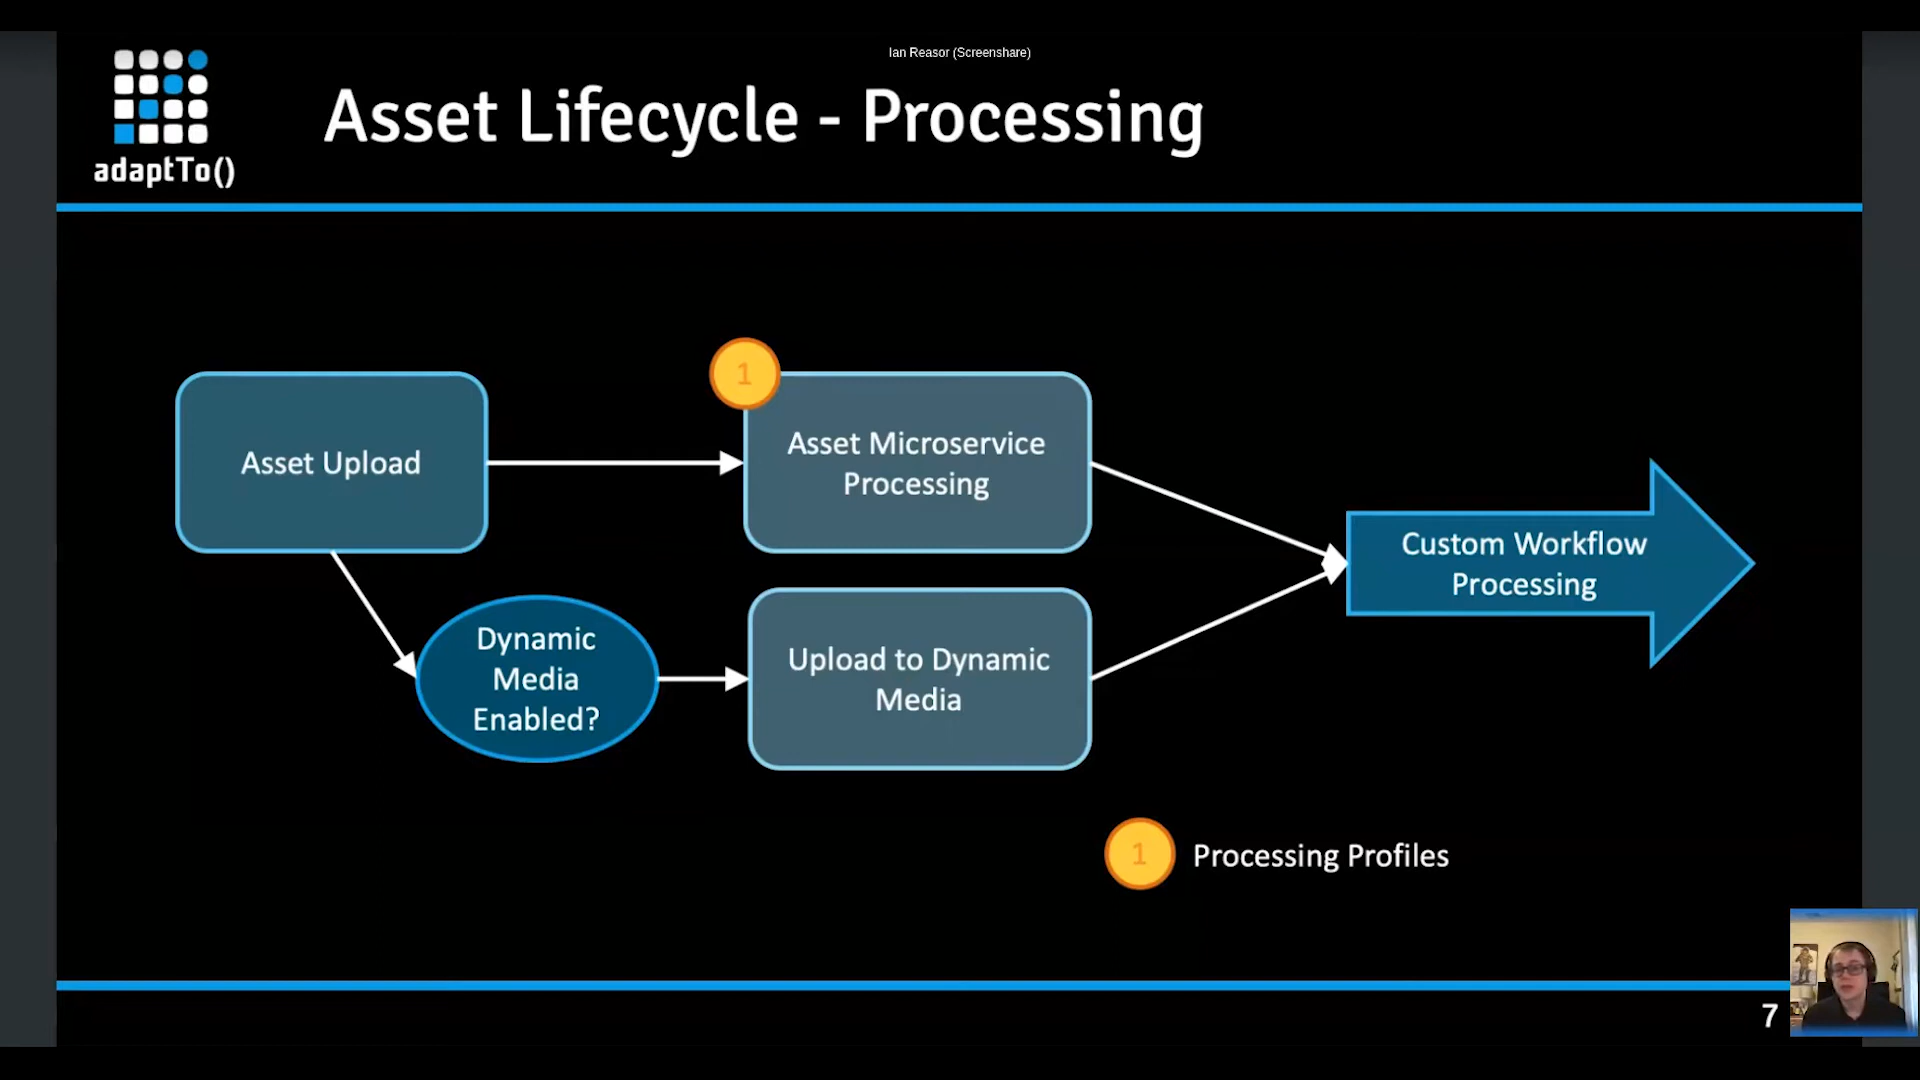 Ian Reasor (Screenshare)
adaptTo()
Asset Lifecycle - Processing
1
Asset Upload
Asset Microservice
Processing
Custom Workflow
Processing
Dynamic
Media
Enabled?
Upload to Dynamic
Media
1 Processing Profiles
7